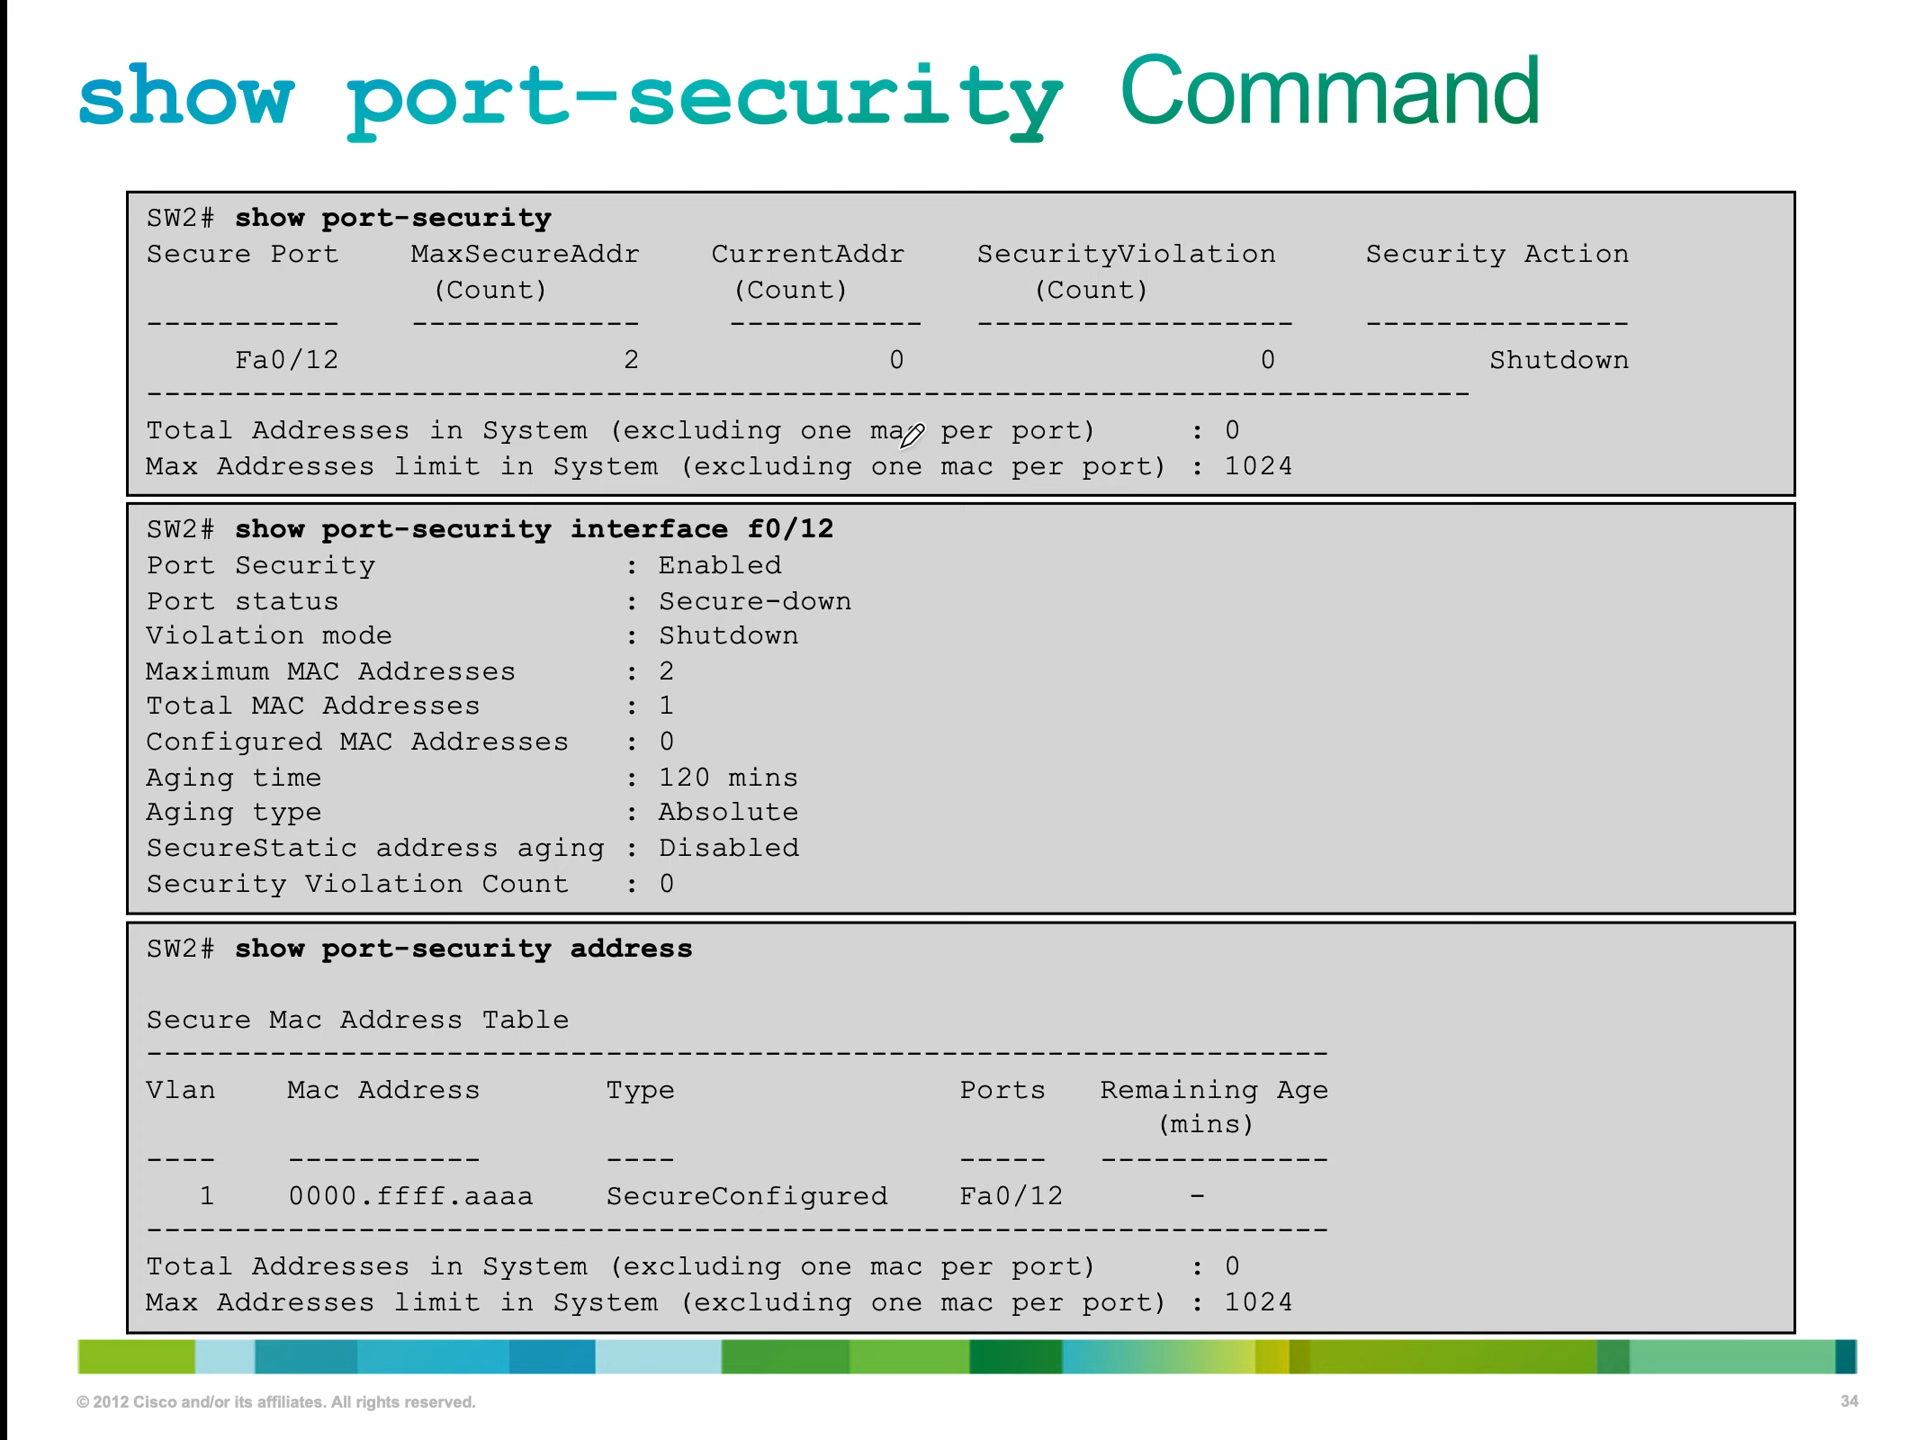 show port-security Command
SW2# show port-security
Secure Port    MaxSecureAddr    CurrentAddr    SecurityViolation     Security Action
(Count)          (Count)          (Count)
-----------    -------------     -----------   ------------------    ---------------
Fa0/12                2              0                    0            Shutdown
---------------------------------------------------------------------------
Total Addresses in System (excluding one mac per port)     : 0
Max Addresses limit in System (excluding one mac per port) : 1024
SW2# show port-security interface f0/12
Port Security              : Enabled
Port status                : Secure-down
Violation mode             : Shutdown
Maximum MAC Addresses      : 2
Total MAC Addresses        : 1
Configured MAC Addresses   : 0
Aging time                 : 120 mins
Aging type                 : Absolute
SecureStatic address aging : Disabled
Security Violation Count   : 0
SW2# show port-security address
Secure Mac Address Table
-------------------------------------------------------------------
Vlan    Mac Address       Type                Ports   Remaining Age
(mins)
----    -----------       ----                -----   -------------
1    0000.ffff.aaaa    SecureConfigured    Fa0/12       -
-------------------------------------------------------------------
Total Addresses in System (excluding one mac per port)     : 0
Max Addresses limit in System (excluding one mac per port) : 1024
© 2012 Cisco and/or its affiliates. All rights reserved.
34